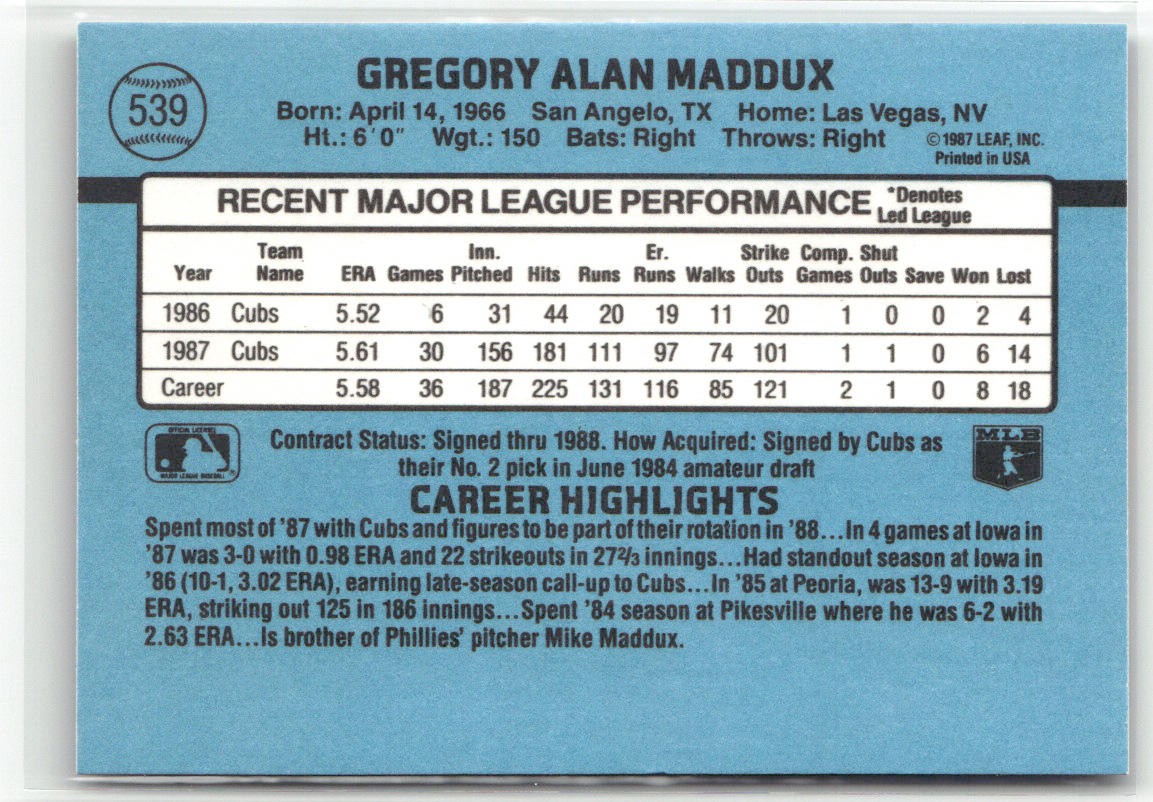 539
GREGORY ALAN MADDUX
Born: April 14, 1966 San Angelo, TX Home: Las Vegas, NV
Ht.: 6'0" Wgt.: 150 Bats: Right Throws: Right
©1987 LEAF, INC.
Printed in USA
RECENT MAJOR LEAGUE PERFORMANCE *Denotes Led League
Year Team Name ERA Games Inn. Pitched Hits Runs Er. Runs Walks Strike Outs Comp. Games Shut Outs Save Won Lost
1986 Cubs 5.52 6 31 44 20 19 11 20 1 0 0 2 4
1987 Cubs 5.61 30 156 181 111 97 74 101 1 1 0 6 14
Career 5.58 36 187 225 131 116 85 121 2 1 0 8 18
OFFICIAL LICENSEE
MAJOR LEAGUE BASEBALL
MLB
Contract Status: Signed thru 1988. How Acquired: Signed by Cubs as
their No. 2 pick in June 1984 amateur draft
CAREER HIGHLIGHTS
Spent most of '87 with Cubs and figures to be part of their rotation in '88...In 4 games at Iowa in
'87 was 3-0 with 0.98 ERA and 22 strikeouts in 27 2/3 innings...Had standout season at Iowa in
'86 (10-1, 3.02 ERA), earning late-season call-up to Cubs...In '85 at Peoria, was 13-9 with 3.19
ERA, striking out 125 in 186 innings...Spent '84 season at Pikesville where he was 6-2 with
2.63 ERA...Is brother of Phillies' pitcher Mike Maddux.